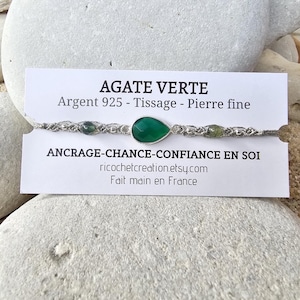 AGATE VERTE
Argent 925 - Tissage - Pierre fine
ANCRAGE-CHANCE-CONFIANCE EN SOI
ricochetcreation.etsy.com
Fait main en France